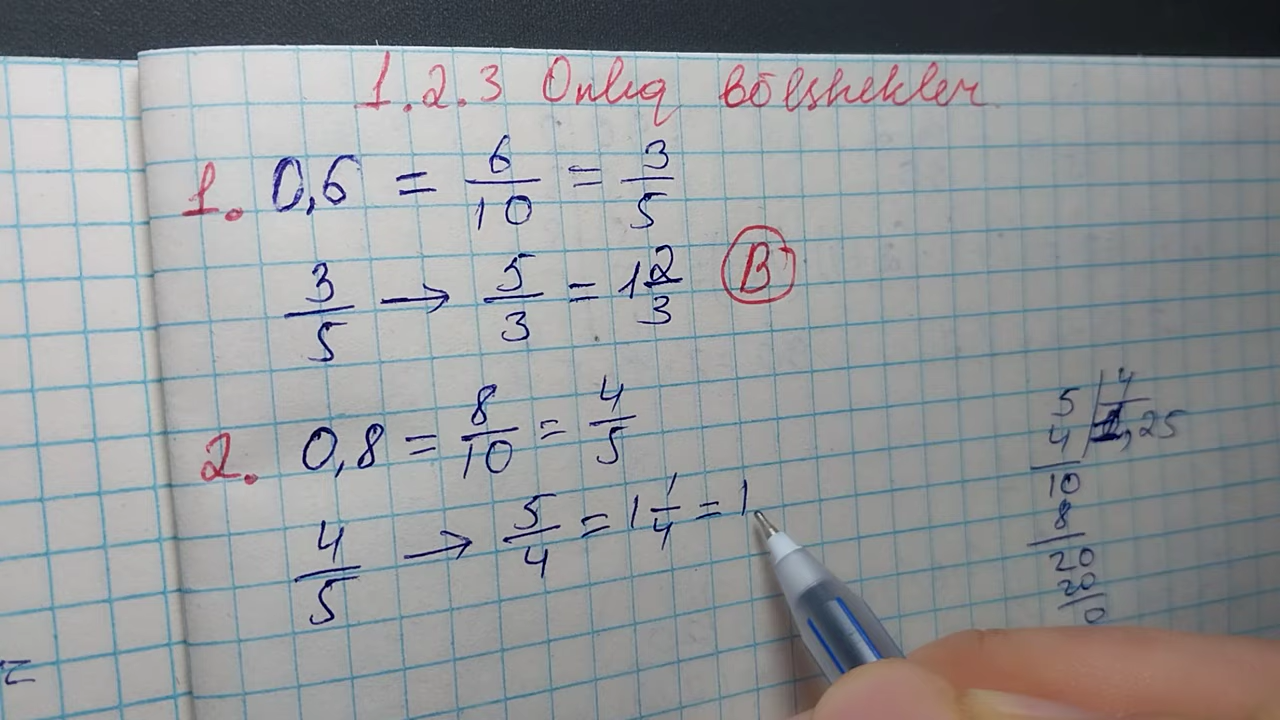 1.2.3 Onlıq bólshekler
1. 0,6 = 6/10 = 3/5
3/5 → 5/3 = 1 2/3 B
2. 0,8 = 8/10 = 4/5
4/5 → 5/4 = 1 1/4 = 1
5 | 4
4 | 1,25
10
8
20
20
0